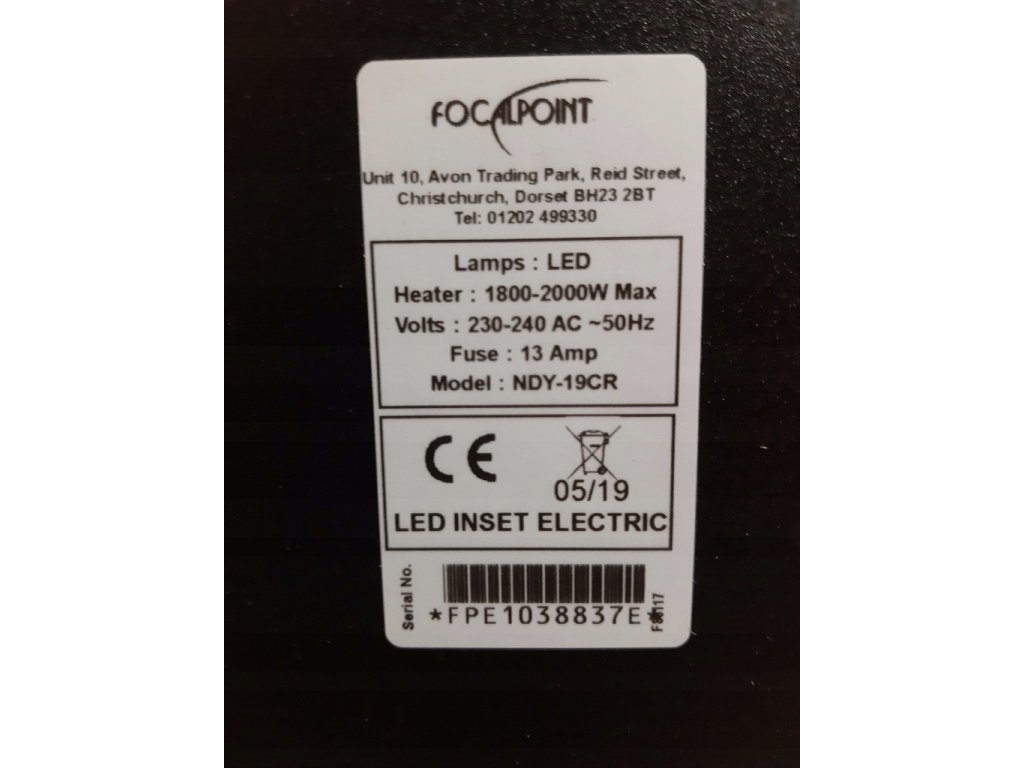 FOCALPOINT
Unit 10, Avon Trading Park, Reid Street,
Christchurch, Dorset BH23 2BT
Tel: 01202 499330
Lamps : LED
Heater : 1800-2000W Max
Volts : 230-240 AC ~50Hz
Fuse : 13 Amp
Model : NDY-19CR
CE
05/19
LED INSET ELECTRIC
Serial No.
*FPE1038837E*